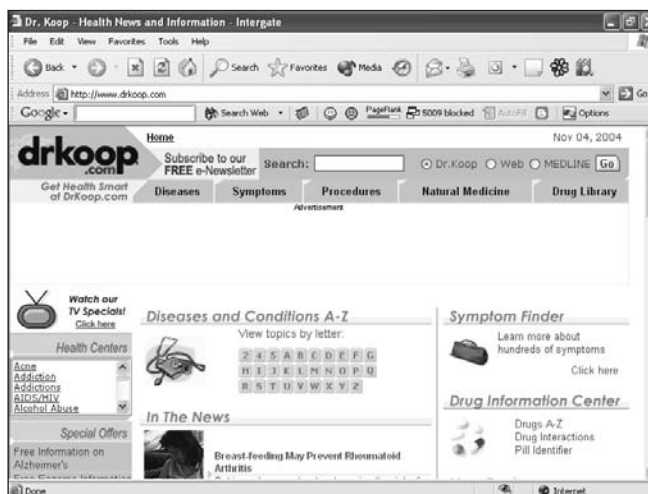 Dr. Koop - Health News and Information - Intergate
File Edit View Favorites Tools Help
Back Search Favorites Media
Address http://www.drkoop.com Go
Google Search Web PageRank 5009 blocked AutoFill Options
drkoop.com
Get Health Smart
at DrKoop.com
Home Nov 04, 2004
Subscribe to our
FREE e-Newsletter
Search: Dr.Koop Web MEDLINE Go
Diseases Symptoms Procedures Natural Medicine Drug Library
Advertisement
Watch our
TV Specials!
Click here
Health Centers
Acne
Addiction
Addictions
AIDS/HIV
Alcohol Abuse
Special Offers
Free Information on
Alzheimer's
Diseases and Conditions A-Z
View topics by letter:
2 4 5 A B C D E F G
H I J K L M N O P Q
R S T U V W X Y Z
In The News
Breast-feeding May Prevent Rheumatoid
Arthritis
Symptom Finder
Learn more about
hundreds of symptoms
Click here
Drug Information Center
Drugs A-Z
Drug Interactions
Pill Identifier
Done Internet